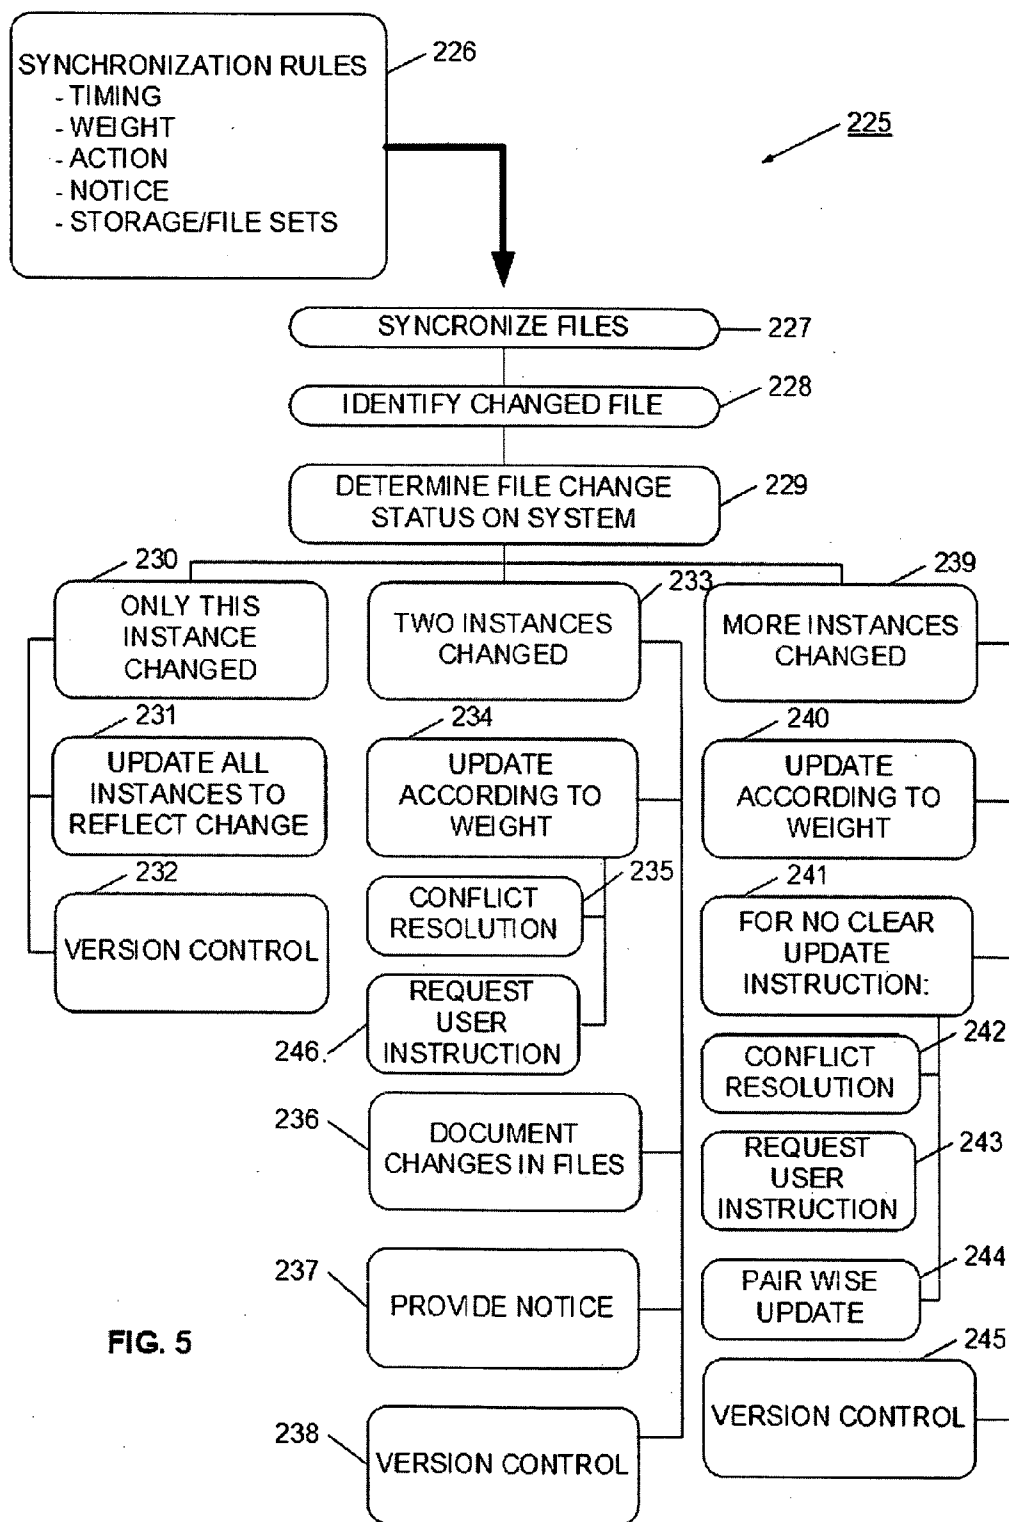 226
SYNCHRONIZATION RULES
- TIMING
- WEIGHT
- ACTION
- NOTICE
- STORAGE/FILE SETS
225
SYNCRONIZE FILES
227
IDENTIFY CHANGED FILE
228
DETERMINE FILE CHANGE
STATUS ON SYSTEM
229
230
ONLY THIS
INSTANCE
CHANGED
231
UPDATE ALL
INSTANCES TO
REFLECT CHANGE
232
VERSION CONTROL
233
TWO INSTANCES
CHANGED
234
UPDATE
ACCORDING TO
WEIGHT
235
CONFLICT
RESOLUTION
REQUEST
USER
INSTRUCTION
246
236
DOCUMENT
CHANGES IN FILES
237
PROVIDE NOTICE
238
VERSION CONTROL
239
MORE INSTANCES
CHANGED
240
UPDATE
ACCORDING TO
WEIGHT
241
FOR NO CLEAR
UPDATE
INSTRUCTION:
242
CONFLICT
RESOLUTION
243
REQUEST
USER
INSTRUCTION
244
PAIR WISE
UPDATE
245
VERSION CONTROL
FIG. 5